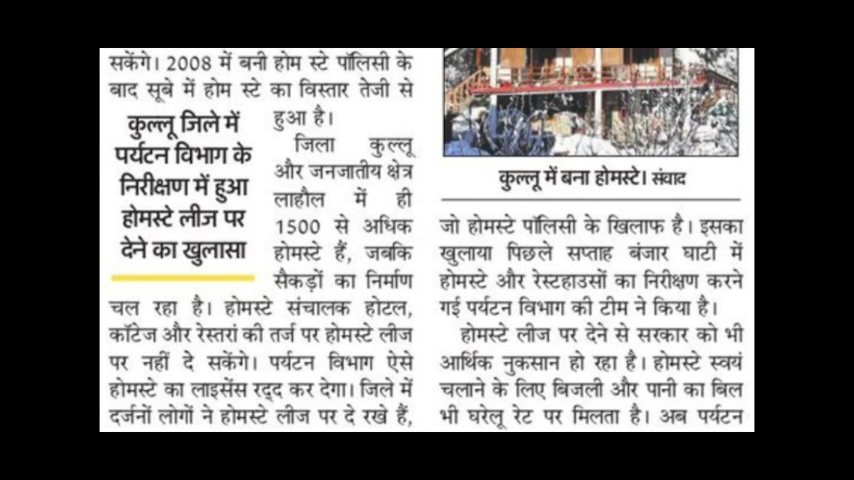 सकेंगे। 2008 में बनी होम स्टे पॉलिसी के
बाद सूबे में होम स्टे का विस्तार तेजी से
हुआ है।
कुल्लू जिले में
पर्यटन विभाग के
निरीक्षण में हुआ
होमस्टे लीज पर
देने का खुलासा
जिला कुल्लू
और जनजातीय क्षेत्र
लाहौल में ही
1500 से अधिक
होमस्टे हैं, जबकि
सैकड़ों का निर्माण
चल रहा है। होमस्टे संचालक होटल,
कॉटेज और रेस्तरां की तर्ज पर होमस्टे लीज
पर नहीं दे सकेंगे। पर्यटन विभाग ऐसे
होमस्टे का लाइसेंस रद्द कर देगा। जिले में
दर्जनों लोगों ने होमस्टे लीज पर दे रखे हैं,
कुल्लू में बना होमस्टे। संवाद
जो होमस्टे पॉलिसी के खिलाफ है। इसका
खुलाया पिछले सप्ताह बंजार घाटी में
होमस्टे और रेस्टहाउसों का निरीक्षण करने
गई पर्यटन विभाग की टीम ने किया है।
होमस्टे लीज पर देने से सरकार को भी
आर्थिक नुकसान हो रहा है। होमस्टे स्वयं
चलाने के लिए बिजली और पानी का बिल
भी घरेलू रेट पर मिलता है। अब पर्यटन